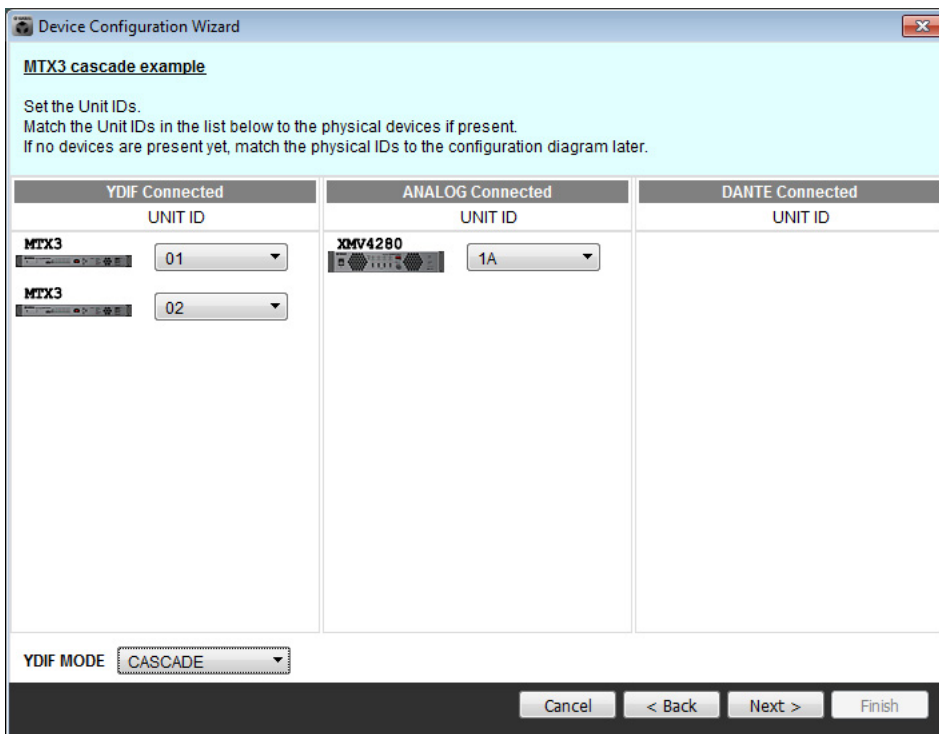 Device Configuration Wizard
MTX3 cascade example
Set the Unit IDs.
Match the Unit IDs in the list below to the physical devices if present.
If no devices are present yet, match the physical IDs to the configuration diagram later.
YDIF Connected
UNIT ID
MTX3
01
MTX3
02
ANALOG Connected
UNIT ID
XMV4280
1A
DANTE Connected
UNIT ID
YDIF MODE CASCADE
Cancel < Back Next > Finish